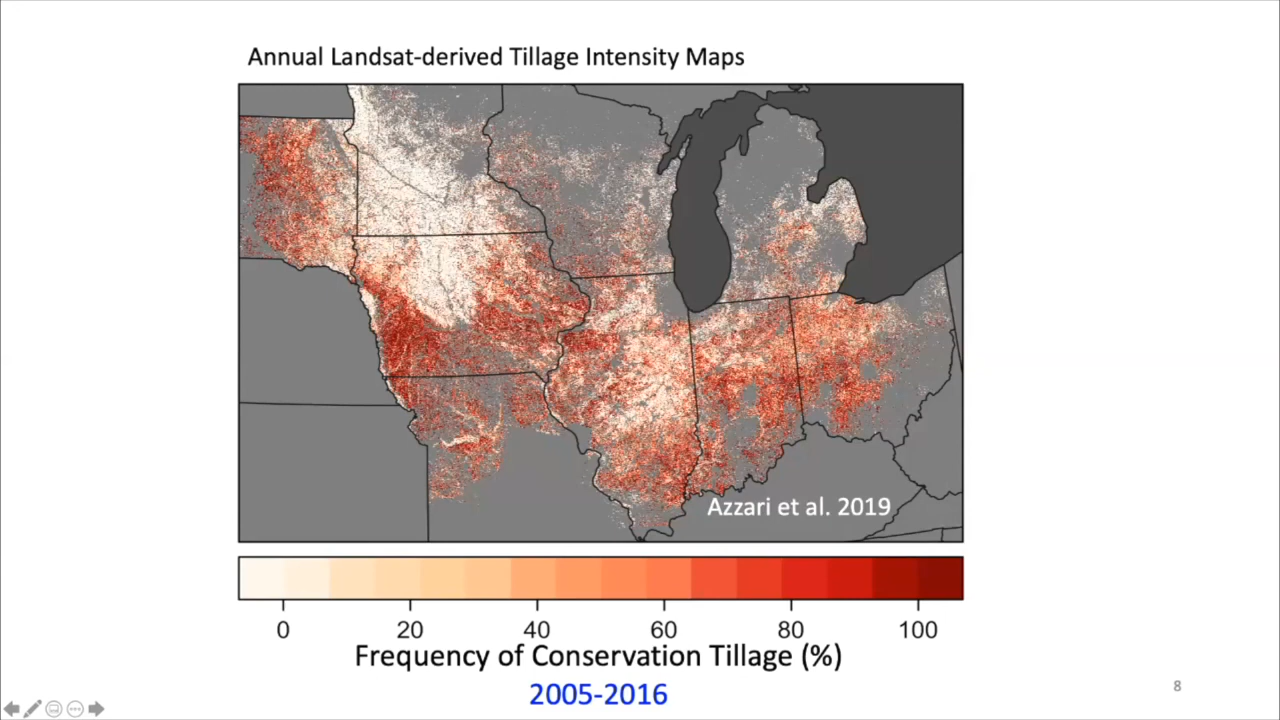 Annual Landsat-derived Tillage Intensity Maps
Azzari et al. 2019
0 20 40 60 80 100
Frequency of Conservation Tillage (%)
2005-2016
8